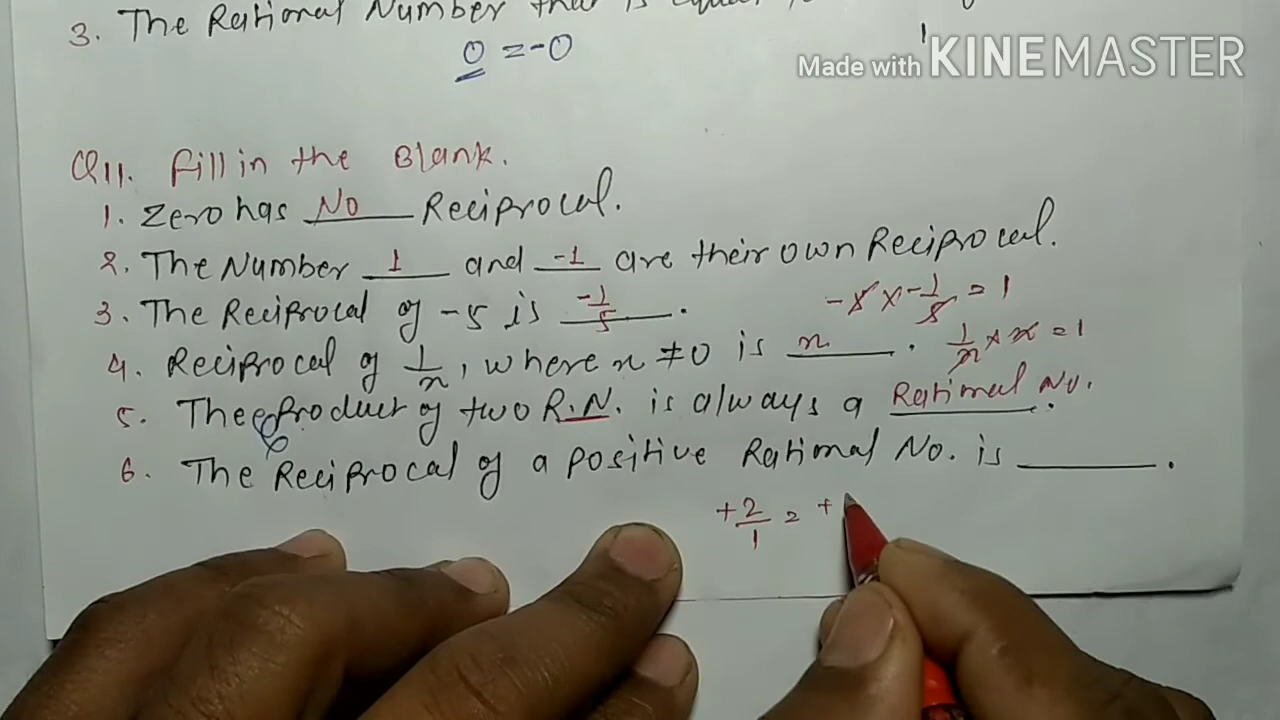 3. The Rational Number that is equal
0 = -0
Made with KINEMASTER
Q11. Fill in the Blank.
1. Zero has No Reciprocal.
2. The Number 1 and -1 are their own Reciprocal.
3. The Reciprocal of -5 is -1/5. -5 x -1/5 = 1
4. Reciprocal of 1/x, where x ≠ 0 is x. 1/x × x = 1
5. The Product of two R.N. is always a Rational No.
6. The Reciprocal of a positive Rational No. is ______.
+2/1 = +